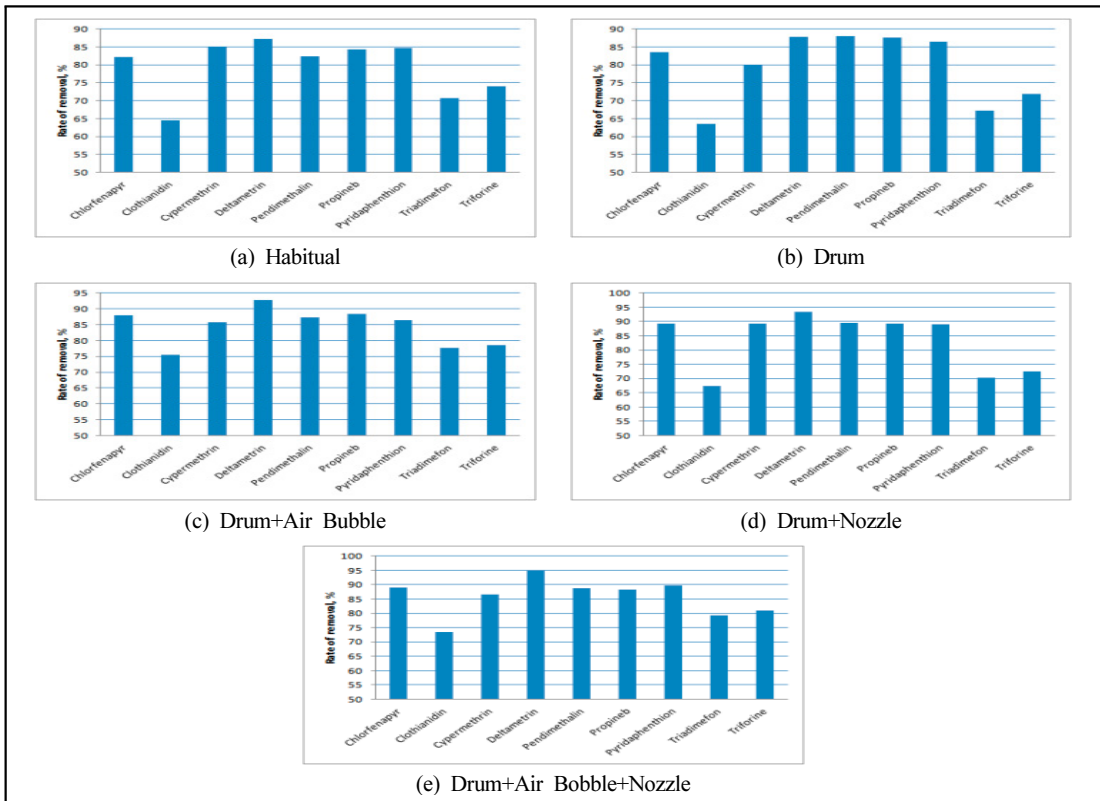 Rate of removal, %
90
85
80
75
70
65
60
55
50
Chlorfenapyr
Clothianidin
Cypermethrin
Deltametrin
Pendimethalin
Propineb
Pyridaphenthion
Triadimefon
Triforine
(a) Habitual
Rate of removal, %
90
85
80
75
70
65
60
55
50
Chlorfenapyr
Clothianidin
Cypermethrin
Deltametrin
Pendimethalin
Propineb
Pyridaphenthion
Triadimefon
Triforine
(b) Drum
Rate of removal, %
95
90
85
80
75
70
65
60
55
50
Chlorfenapyr
Clothianidin
Cypermethrin
Deltametrin
Pendimethalin
Propineb
Pyridaphenthion
Triadimefon
Triforine
(c) Drum+Air Bubble
Rate of removal, %
100
95
90
85
80
75
70
65
60
55
50
Chlorfenapyr
Clothianidin
Cypermethrin
Deltametrin
Pendimethalin
Propineb
Pyridaphenthion
Triadimefon
Triforine
(d) Drum+Nozzle
Rate of removal, %
100
95
90
85
80
75
70
65
60
55
50
Chlorfenapyr
Clothianidin
Cypermethrin
Deltametrin
Pendimethalin
Propineb
Pyridaphenthion
Triadimefon
Triforine
(e) Drum+Air Bobble+Nozzle